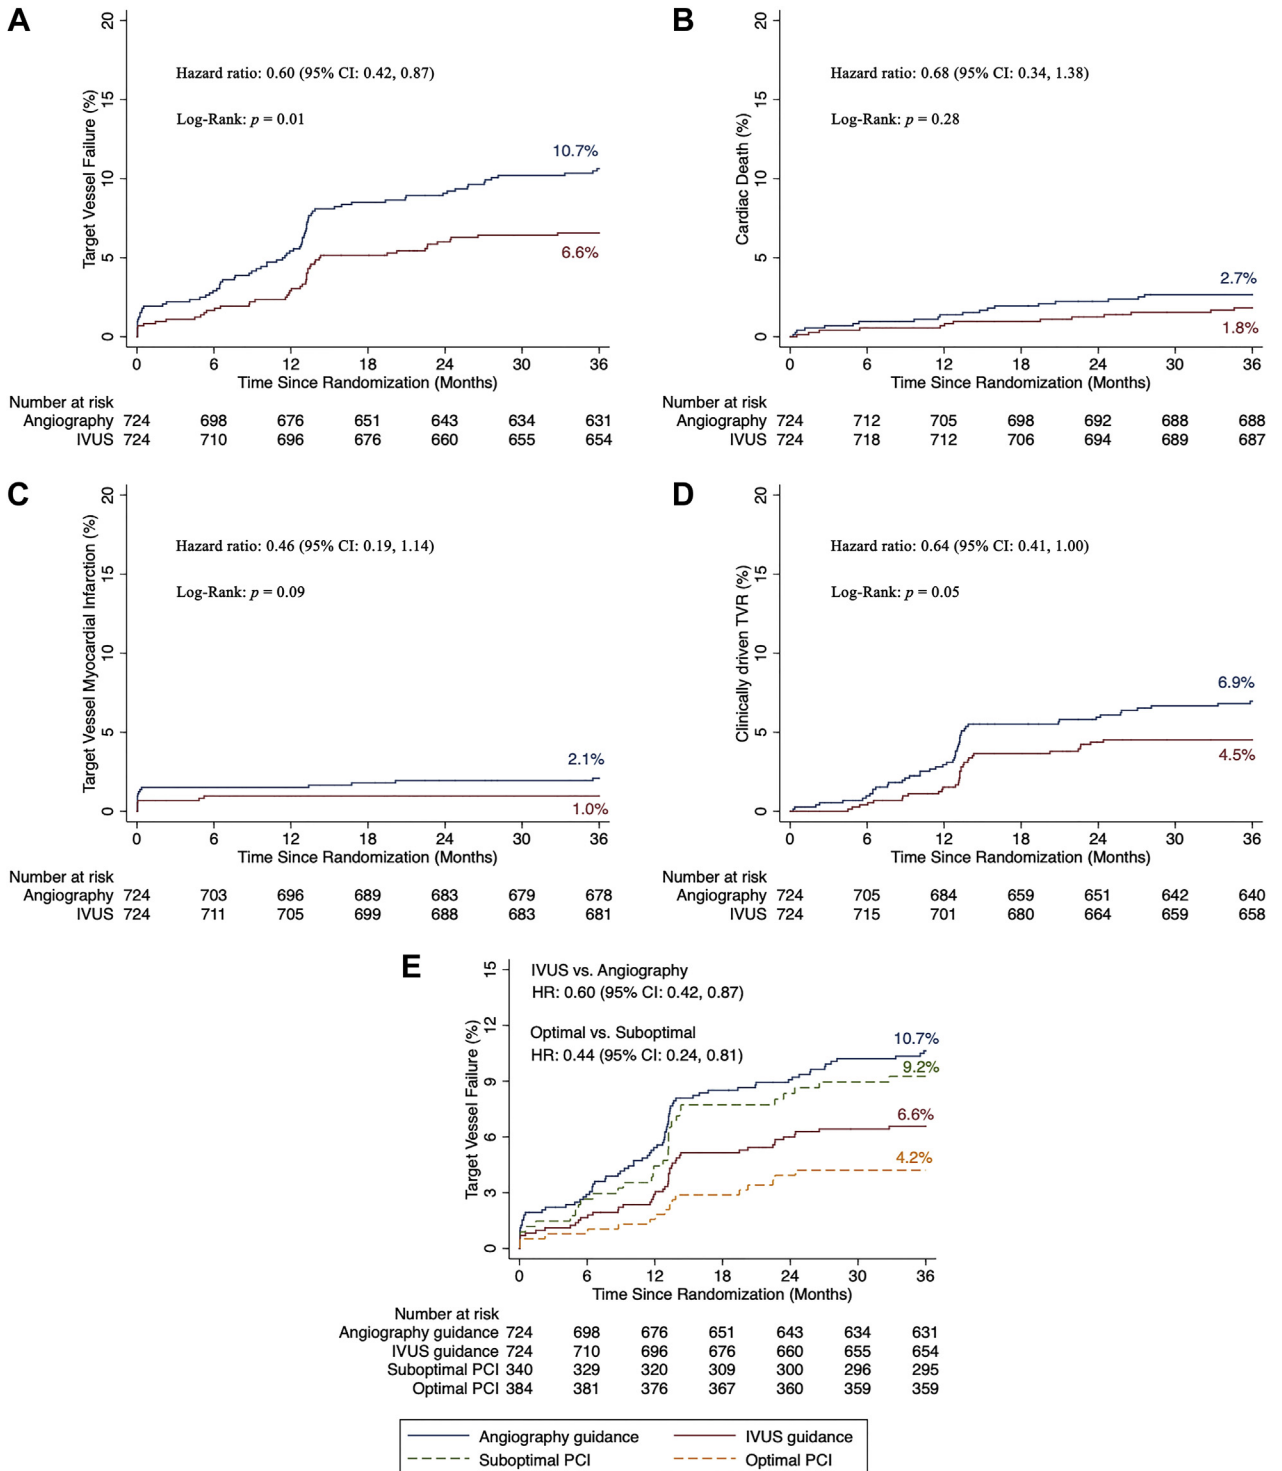 A
Target Vessel Failure (%)
20
15
10
5
0
Hazard ratio: 0.60 (95% CI: 0.42, 0.87)
Log-Rank: p = 0.01
10.7%
6.6%
0 6 12 18 24 30 36
Time Since Randomization (Months)
Number at risk
Angiography 724 698 676 651 643 634 631
IVUS 724 710 696 676 660 655 654
B
Cardiac Death (%)
20
15
10
5
0
Hazard ratio: 0.68 (95% CI: 0.34, 1.38)
Log-Rank: p = 0.28
2.7%
1.8%
0 6 12 18 24 30 36
Time Since Randomization (Months)
Number at risk
Angiography 724 712 705 698 692 688 688
IVUS 724 718 712 706 694 689 687
C
Target Vessel Myocardial Infarction (%)
20
15
10
5
0
Hazard ratio: 0.46 (95% CI: 0.19, 1.14)
Log-Rank: p = 0.09
2.1%
1.0%
0 6 12 18 24 30 36
Time Since Randomization (Months)
Number at risk
Angiography 724 703 696 689 683 679 678
IVUS 724 711 705 699 688 683 681
D
Clinically driven TVR (%)
20
15
10
5
0
Hazard ratio: 0.64 (95% CI: 0.41, 1.00)
Log-Rank: p = 0.05
6.9%
4.5%
0 6 12 18 24 30 36
Time Since Randomization (Months)
Number at risk
Angiography 724 705 684 659 651 642 640
IVUS 724 715 701 680 664 659 658
E
Target Vessel Failure (%)
15
12
9
6
3
0
IVUS vs. Angiography
HR: 0.60 (95% CI: 0.42, 0.87)
Optimal vs. Suboptimal
HR: 0.44 (95% CI: 0.24, 0.81)
10.7%
9.2%
6.6%
4.2%
0 6 12 18 24 30 36
Time Since Randomization (Months)
Number at risk
Angiography guidance 724 698 676 651 643 634 631
IVUS guidance 724 710 696 676 660 655 654
Suboptimal PCI 340 329 320 309 300 296 295
Optimal PCI 384 381 376 367 360 359 359
Angiography guidance IVUS guidance
Suboptimal PCI Optimal PCI